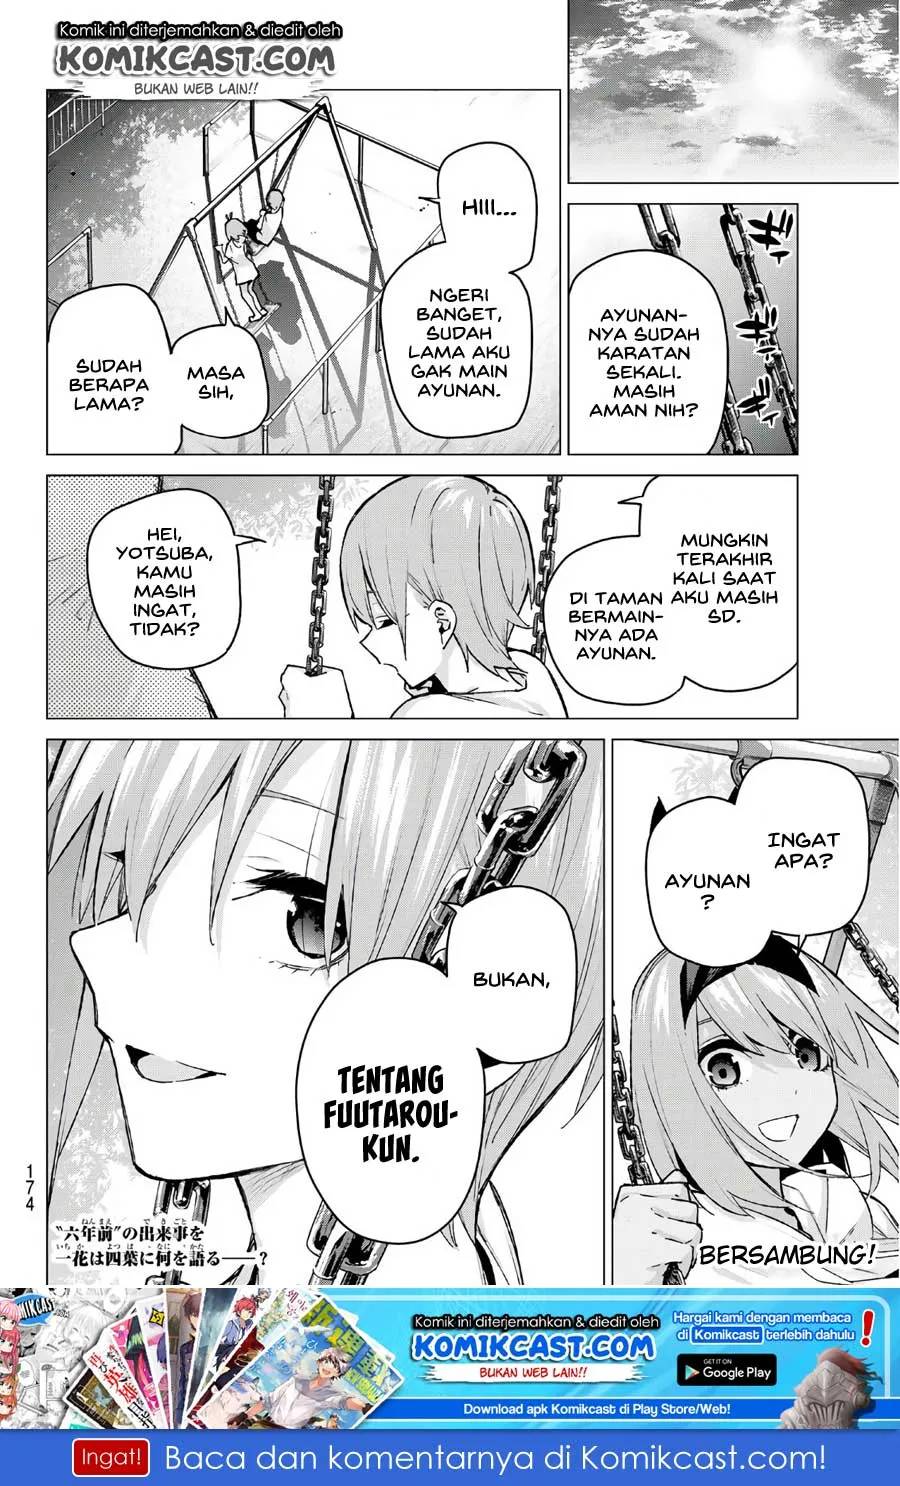 Komik ini diterjemahkan & diedit oleh
KOMIKCAST.COM
BUKAN WEB LAIN!!
AYUNAN-
NYA SUDAH
KARATAN
SEKALI.
MASIH
AMAN NIH?
HIII...
NGERI
BANGET,
SUDAH
LAMA AKU
GAK MAIN
AYUNAN.
MASA
SIH,
SUDAH
BERAPA
LAMA?
MUNGKIN
TERAKHIR
KALI SAAT
AKU MASIH
SD.
DI TAMAN
BERMAIN-
NYA ADA
AYUNAN.
HEI,
YOTSUBA,
KAMU
MASIH
INGAT,
TIDAK?
INGAT
APA?
AYUNAN
?
BUKAN,
TENTANG
FUUTAROU-
KUN.
174
"六年前"の出来事を
一花は四葉に何を語る――?
BERSAMBUNG!
Komik ini diterjemahkan & diedit oleh
KOMIKCAST.COM
BUKAN WEB LAIN!!
Hargai kami dengan membaca
di Komikcast terlebih dahulu !
GET IT ON
Google Play
Download apk Komikcast di Play Store/Web!
Ingat! Baca dan komentarnya di Komikcast.com!